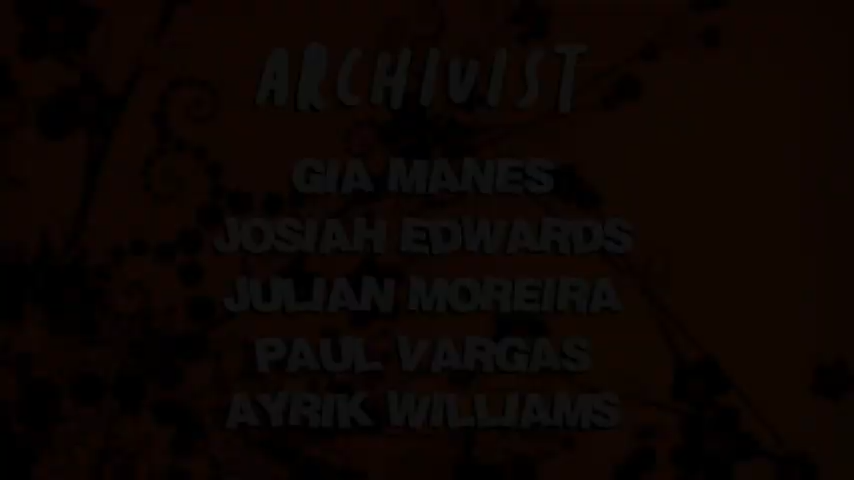 ARCHIVIST
GIA MANES
JOSIAH EDWARDS
JULIAN MOREIRA
PAUL VARGAS
AYRIK WILLIAMS